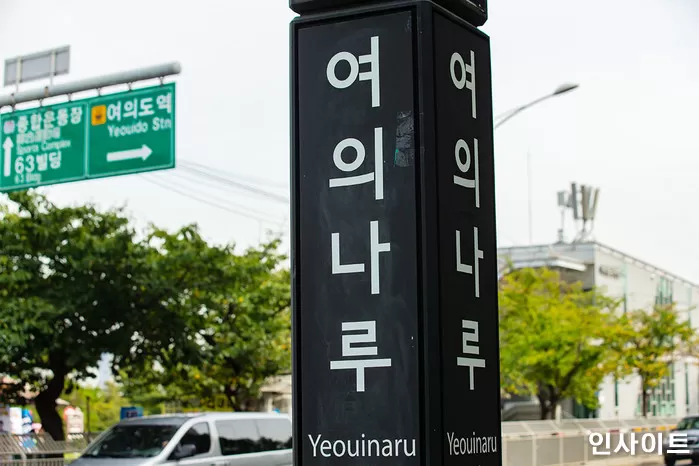 종합운동장
Sports Complex
63빌딩
63 Bldg
여의도역
Yeouido Stn
여의나루
Yeouinaru
여의나루
Yeouinaru
인사이트